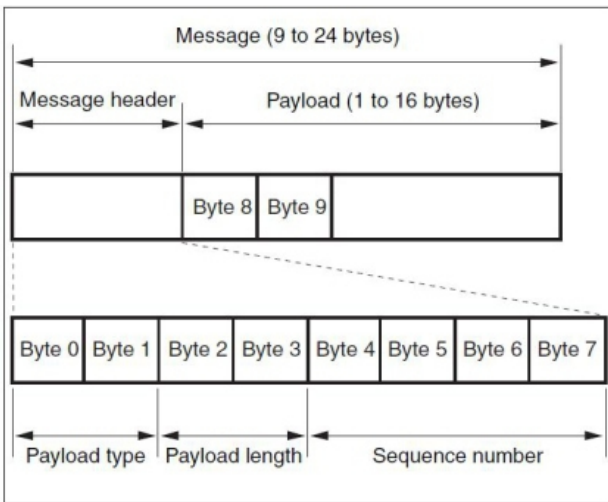 Message (9 to 24 bytes)
Message header
Payload (1 to 16 bytes)
Byte 8
Byte 9
Byte 0
Byte 1
Byte 2
Byte 3
Byte 4
Byte 5
Byte 6
Byte 7
Payload type
Payload length
Sequence number